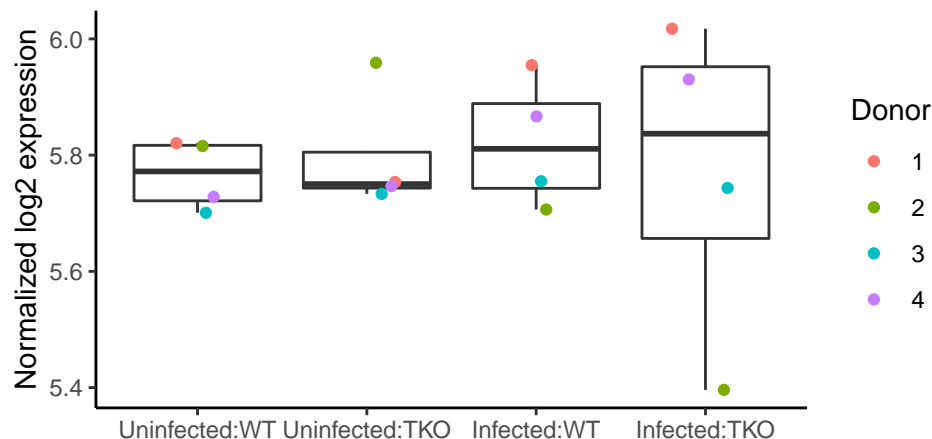 Normalized log2 expression
6.0
5.8
5.6
5.4
Uninfected:WT
Uninfected:TKO
Infected:WT
Infected:TKO
Donor
1
2
3
4